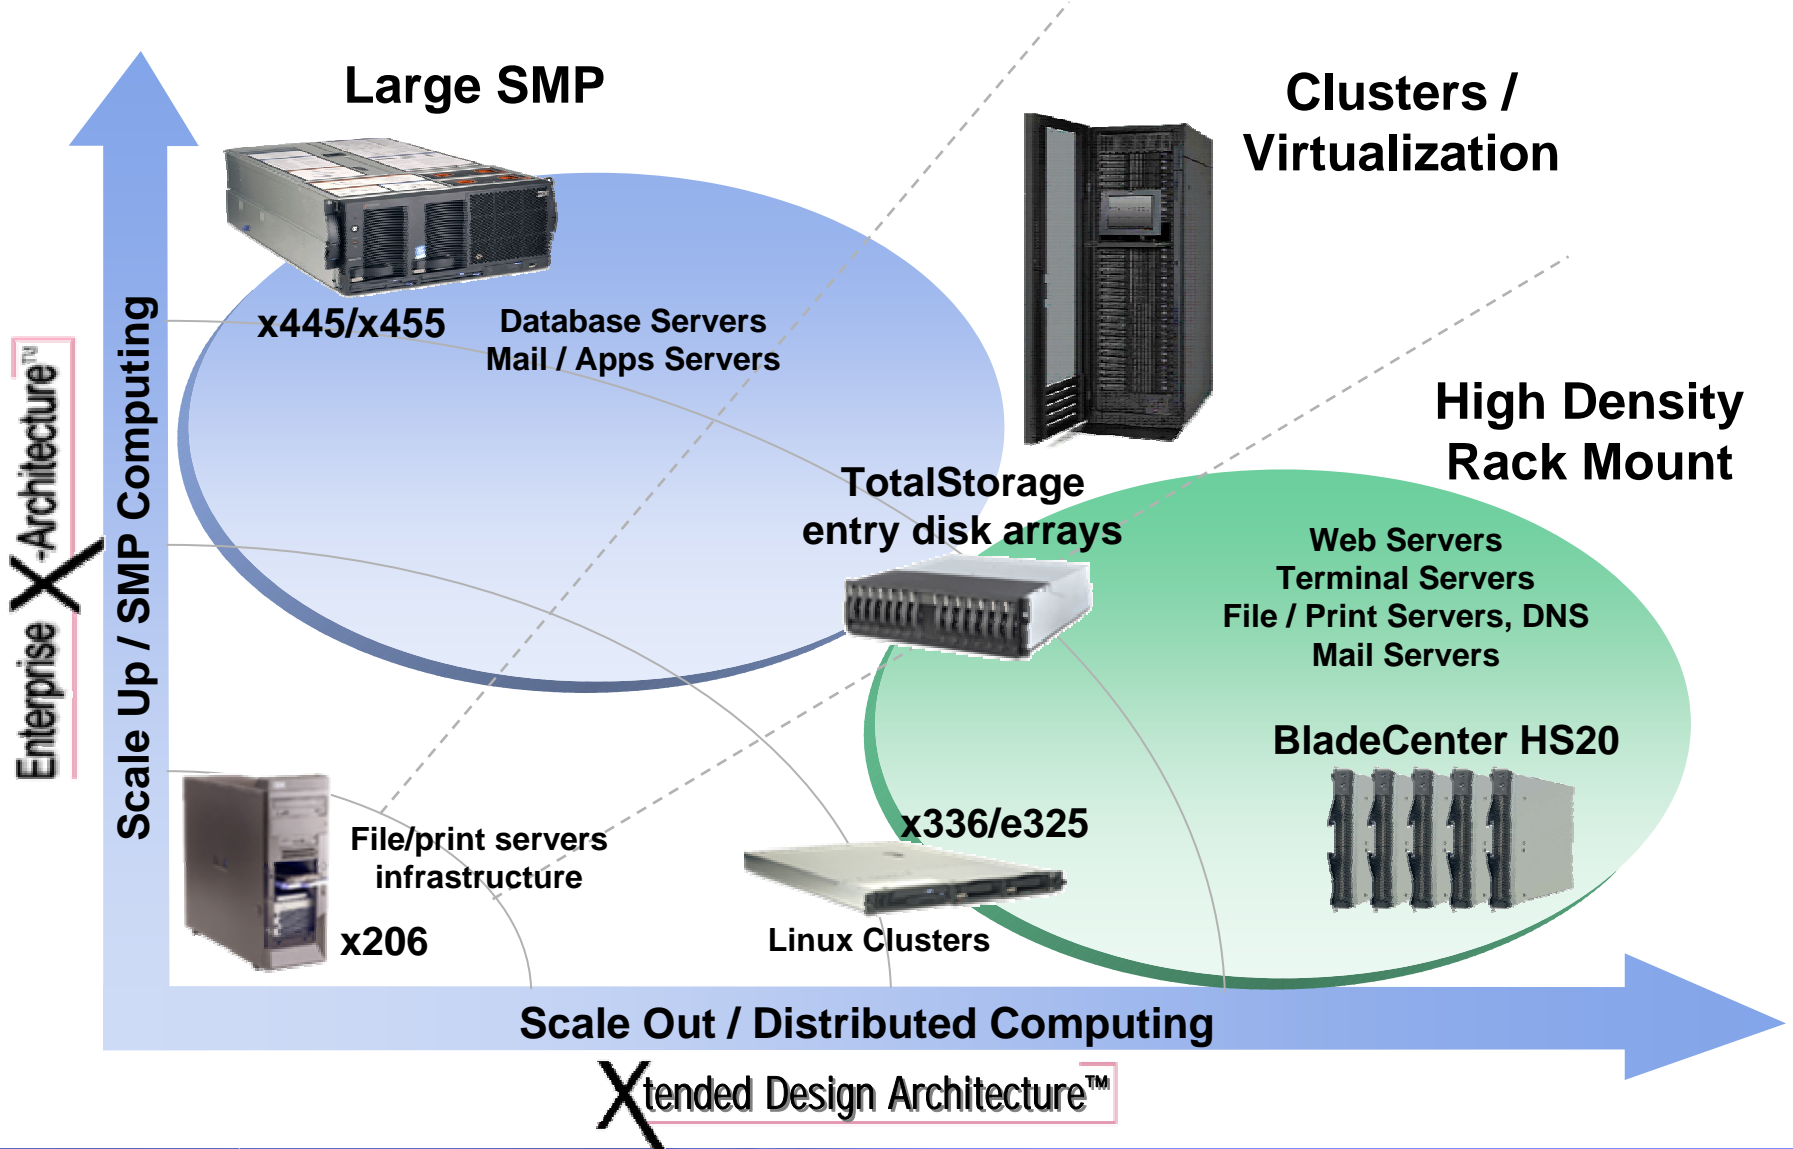 Large SMP
Clusters /
Virtualization
x445/x455
Database Servers
Mail / Apps Servers
High Density
Rack Mount
TotalStorage
entry disk arrays
Web Servers
Terminal Servers
File / Print Servers, DNS
Mail Servers
BladeCenter HS20
x336/e325
Linux Clusters
File/print servers
infrastructure
x206
Enterprise X-Architecture™
Scale Up / SMP Computing
Scale Out / Distributed Computing
Xtended Design Architecture™